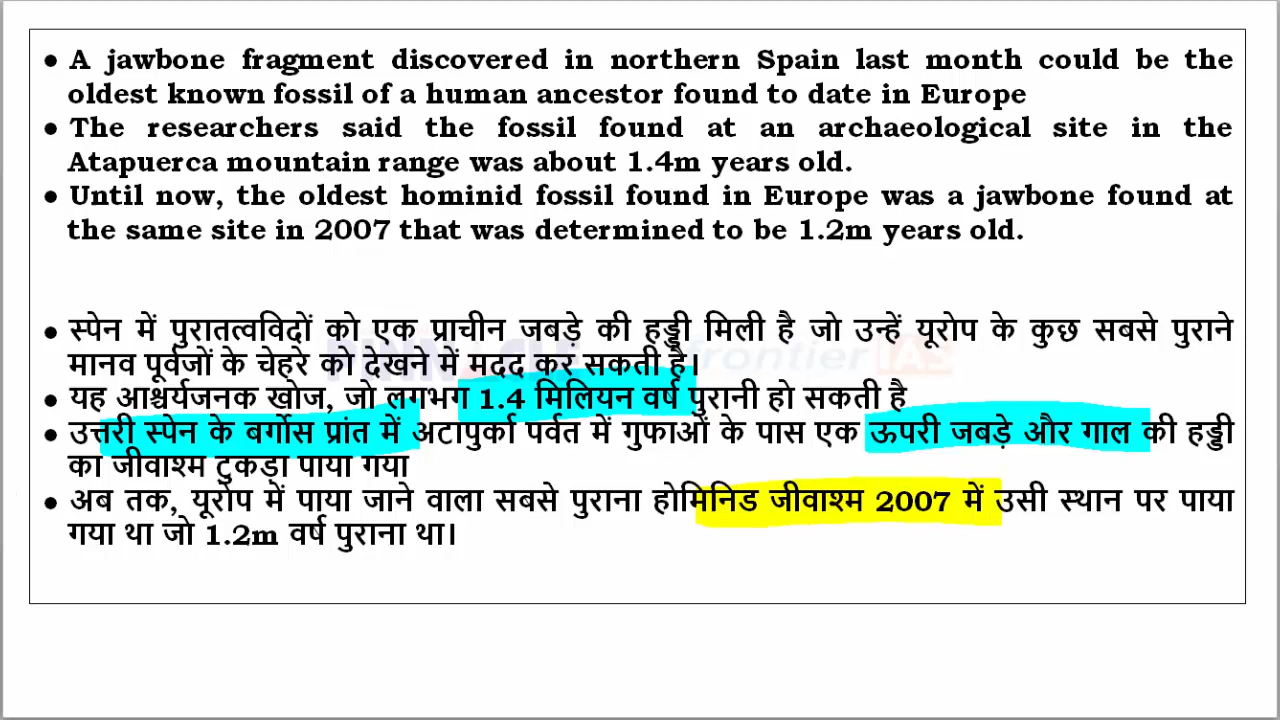 ● A jawbone fragment discovered in northern Spain last month could be the
oldest known fossil of a human ancestor found to date in Europe
● The researchers said the fossil found at an archaeological site in the
Atapuerca mountain range was about 1.4m years old.
● Until now, the oldest hominid fossil found in Europe was a jawbone found at
the same site in 2007 that was determined to be 1.2m years old.
● स्पेन में पुरातत्वविदों को एक प्राचीन जबड़े की हड्डी मिली है जो उन्हें यूरोप के कुछ सबसे पुराने
मानव पूर्वजों के चेहरे को देखने में मदद कर सकती है।
● यह आश्चर्यजनक खोज, जो लगभग 1.4 मिलियन वर्ष पुरानी हो सकती है
● उत्तरी स्पेन के बर्गोस प्रांत में अटापुर्का पर्वत में गुफाओं के पास एक ऊपरी जबड़े और गाल की हड्डी
का जीवाश्म टुकड़ा पाया गया
● अब तक, यूरोप में पाया जाने वाला सबसे पुराना होमिनिड जीवाश्म 2007 में उसी स्थान पर पाया
गया था जो 1.2m वर्ष पुराना था।